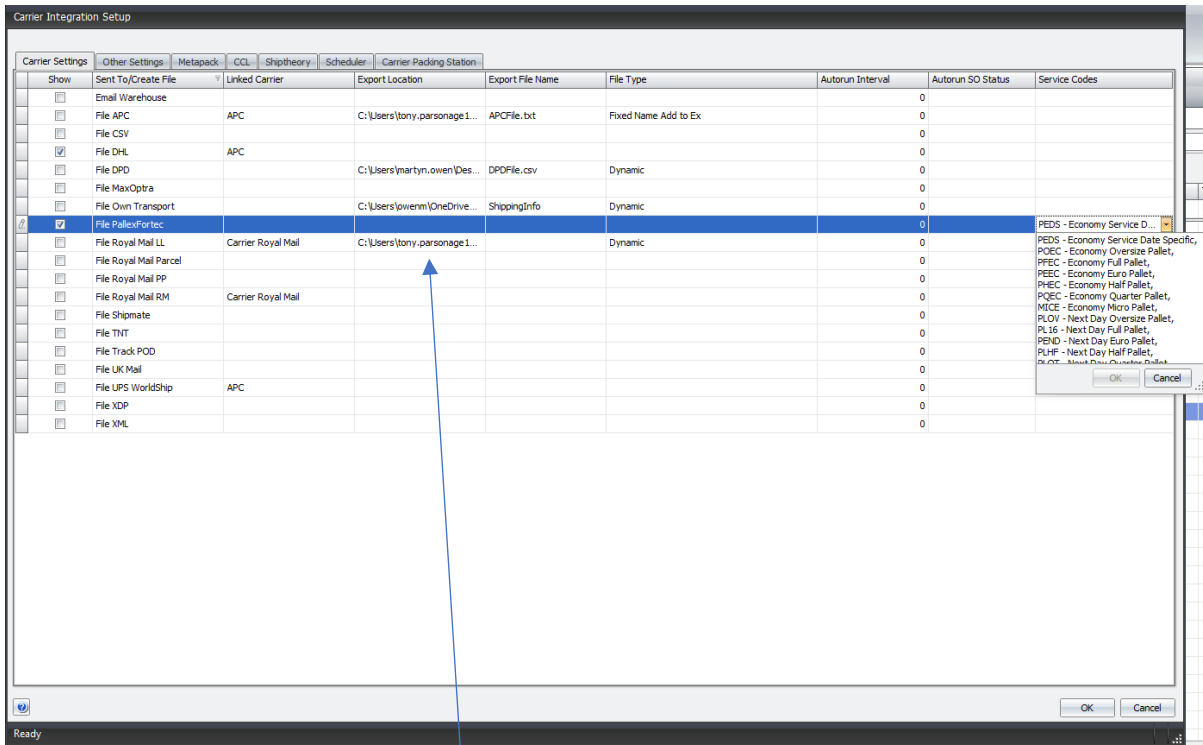 Carrier Integration Setup
Carrier Settings Other Settings Metapack CCL Shiptheory Scheduler Carrier Packing Station
Show Sent To/Create File Linked Carrier Export Location Export File Name File Type Autorun Interval Autorun SO Status Service Codes
Email Warehouse 0
File APC APC C:\Users\tony.parsonage1... APCFile.txt Fixed Name Add to Ex 0
File CSV 0
File DHL APC 0
File DPD C:\Users\martyn.owen\Des... DPDFile.csv Dynamic 0
File MaxOptra 0
File Own Transport C:\Users\owenm\OneDrive... ShippingInfo Dynamic 0
File PallexFortec 0 PEDS - Economy Service D...
File Royal Mail LL Carrier Royal Mail C:\Users\tony.parsonage1... Dynamic 0
File Royal Mail Parcel 0
File Royal Mail PP 0
File Royal Mail RM Carrier Royal Mail 0
File Shipmate 0
File TNT 0
File Track POD 0
File UK Mail 0
File UPS WorldShip APC 0
File XDP 0
File XML 0
PEDS - Economy Service Date Specific,
POEC - Economy Oversize Pallet,
PFEC - Economy Full Pallet,
PEEC - Economy Euro Pallet,
PHEC - Economy Half Pallet,
PQEC - Economy Quarter Pallet,
MICE - Economy Micro Pallet,
PLOV - Next Day Oversize Pallet,
PL16 - Next Day Full Pallet,
PEND - Next Day Euro Pallet,
PLHF - Next Day Half Pallet,
PLQT - Next Day Quarter Pallet
OK Cancel
OK Cancel
Ready